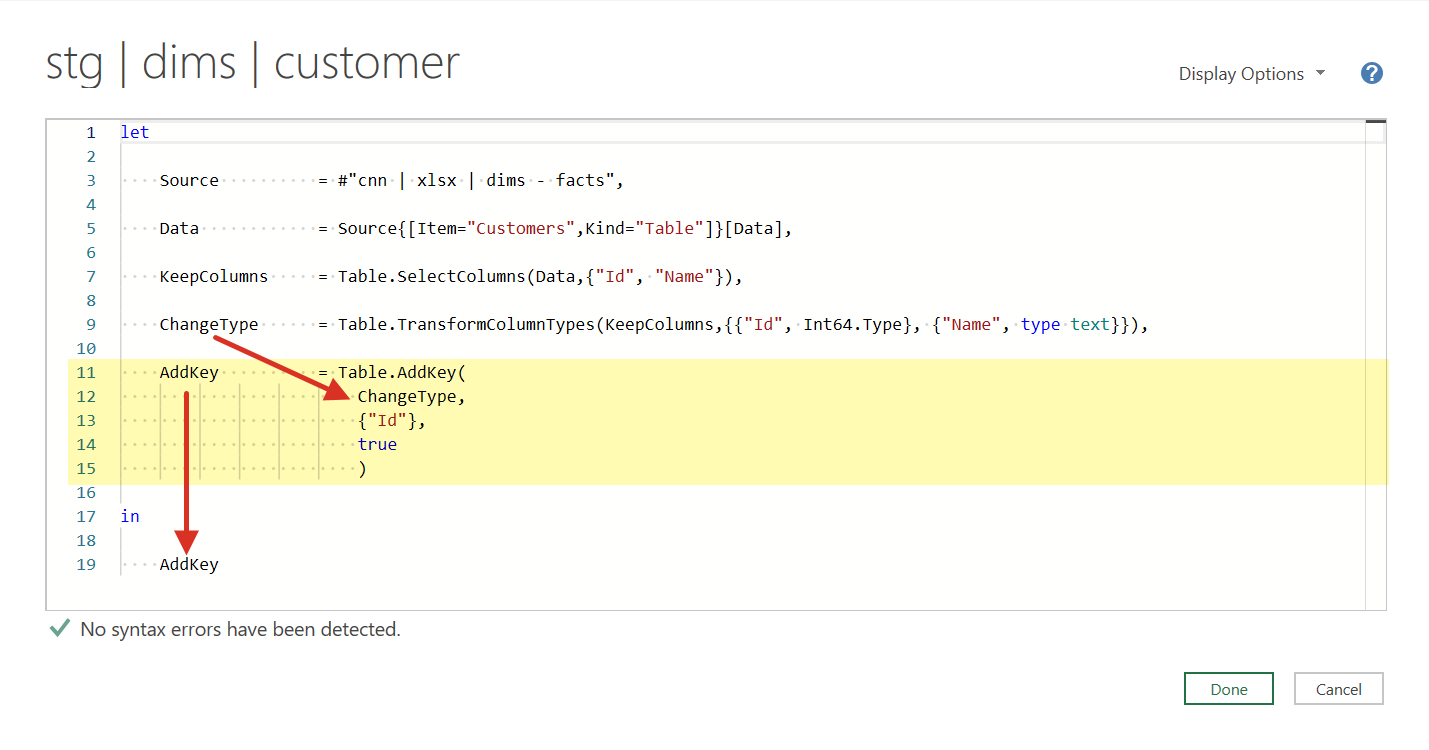 stg | dims | customer
Display Options
?
1 let
2
3 Source = #"cnn | xlsx | dims - facts",
4
5 Data = Source{[Item="Customers",Kind="Table"]}[Data],
6
7 KeepColumns = Table.SelectColumns(Data,{"Id", "Name"}),
8
9 ChangeType = Table.TransformColumnTypes(KeepColumns,{{"Id", Int64.Type}, {"Name", type text}}),
10
11 AddKey = Table.AddKey(
12 ChangeType,
13 {"Id"},
14 true
15 )
16
17 in
18
19 AddKey
No syntax errors have been detected.
Done Cancel